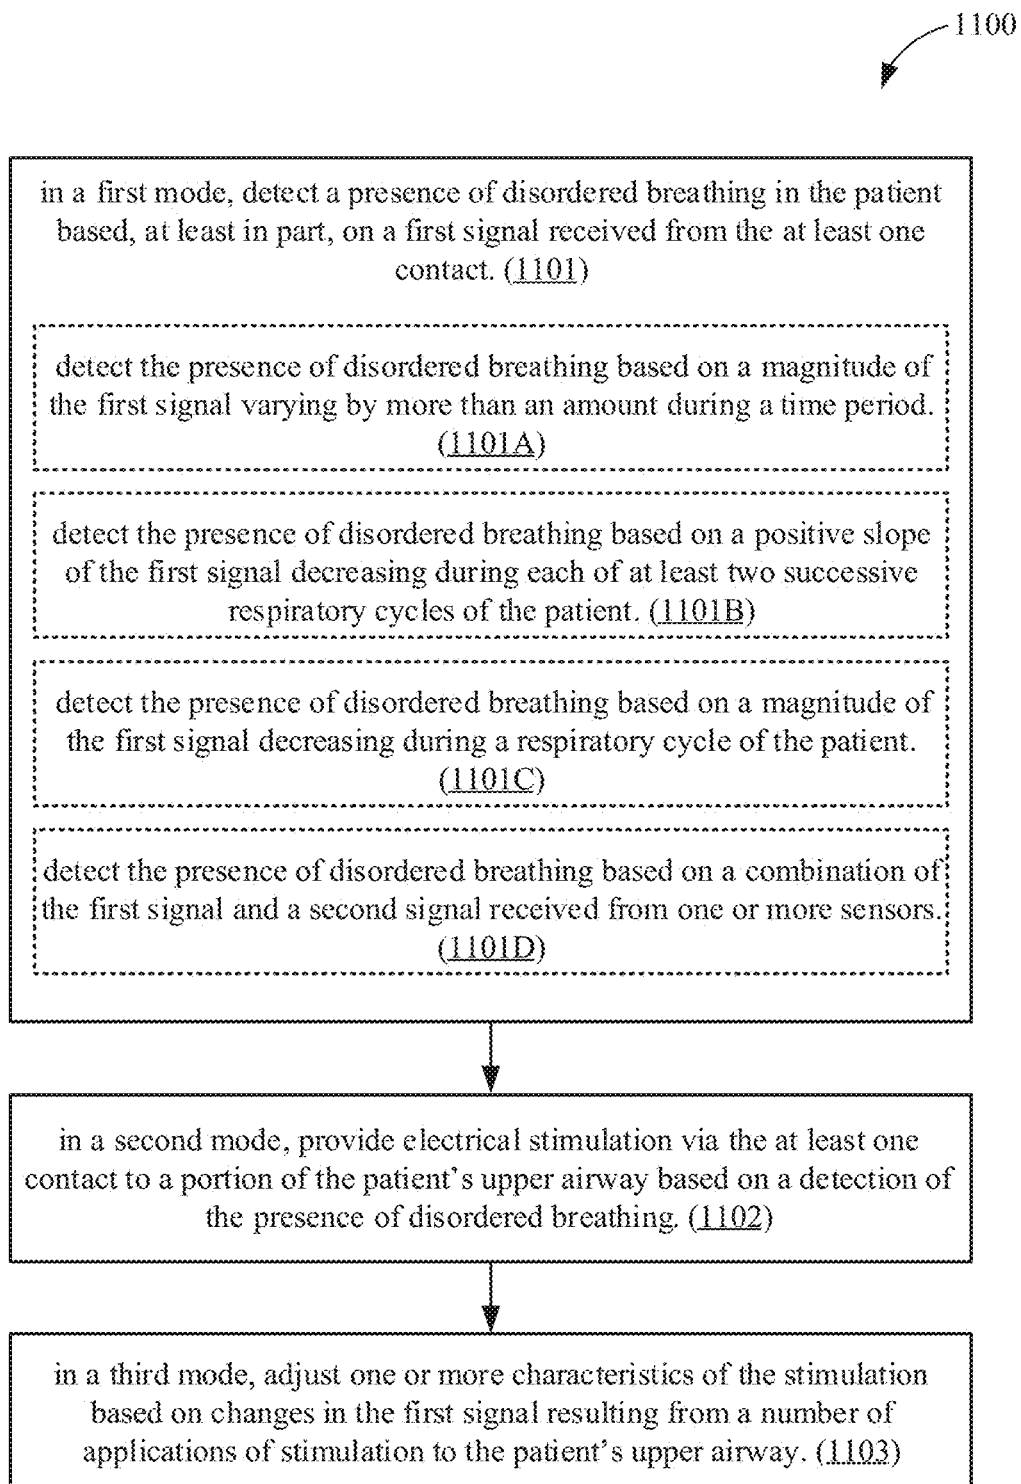 1100
in a first mode, detect a presence of disordered breathing in the patient
based, at least in part, on a first signal received from the at least one
contact. (1101)
detect the presence of disordered breathing based on a magnitude of
the first signal varying by more than an amount during a time period.
(1101A)
detect the presence of disordered breathing based on a positive slope
of the first signal decreasing during each of at least two successive
respiratory cycles of the patient. (1101B)
detect the presence of disordered breathing based on a magnitude of
the first signal decreasing during a respiratory cycle of the patient.
(1101C)
detect the presence of disordered breathing based on a combination of
the first signal and a second signal received from one or more sensors.
(1101D)
in a second mode, provide electrical stimulation via the at least one
contact to a portion of the patient's upper airway based on a detection of
the presence of disordered breathing. (1102)
in a third mode, adjust one or more characteristics of the stimulation
based on changes in the first signal resulting from a number of
applications of stimulation to the patient's upper airway. (1103)